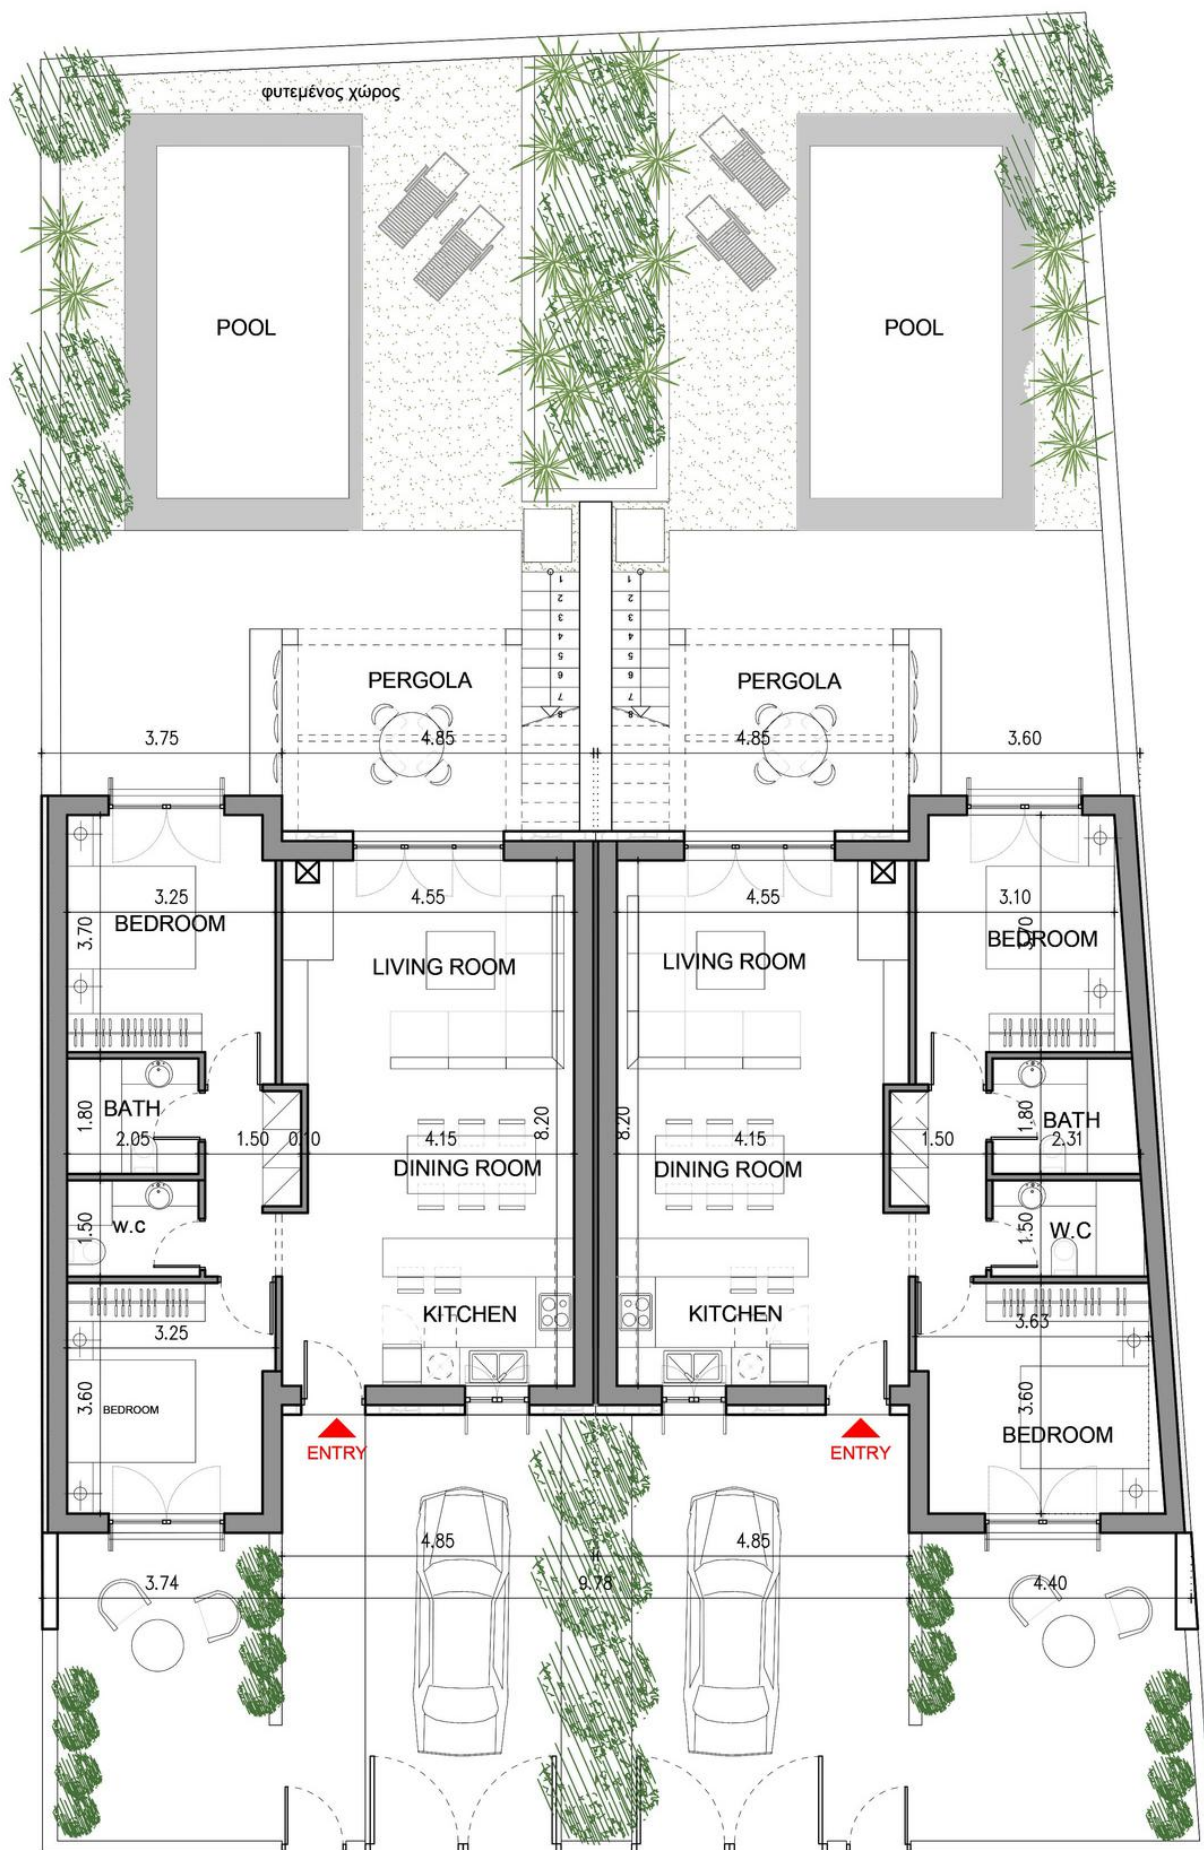 φυτεμένος χώρος
POOL
POOL
1
2
3
4
5
6
7
8
1
2
3
4
5
6
7
8
PERGOLA
PERGOLA
3.75
4.85
4.85
3.60
3.25
4.55
4.55
3.10
3.70
BEDROOM
LIVING ROOM
LIVING ROOM
3.70
BEDROOM
1.80
BATH
2.05
1.50
0.10
4.15
8.20
8.20
4.15
1.50
1.80
BATH
2.31
DINING ROOM
DINING ROOM
1.50
W.C
1.50
W.C
KITCHEN
KITCHEN
3.25
3.63
3.60
BEDROOM
3.60
BEDROOM
ENTRY
ENTRY
4.85
4.85
3.74
9.78
4.40